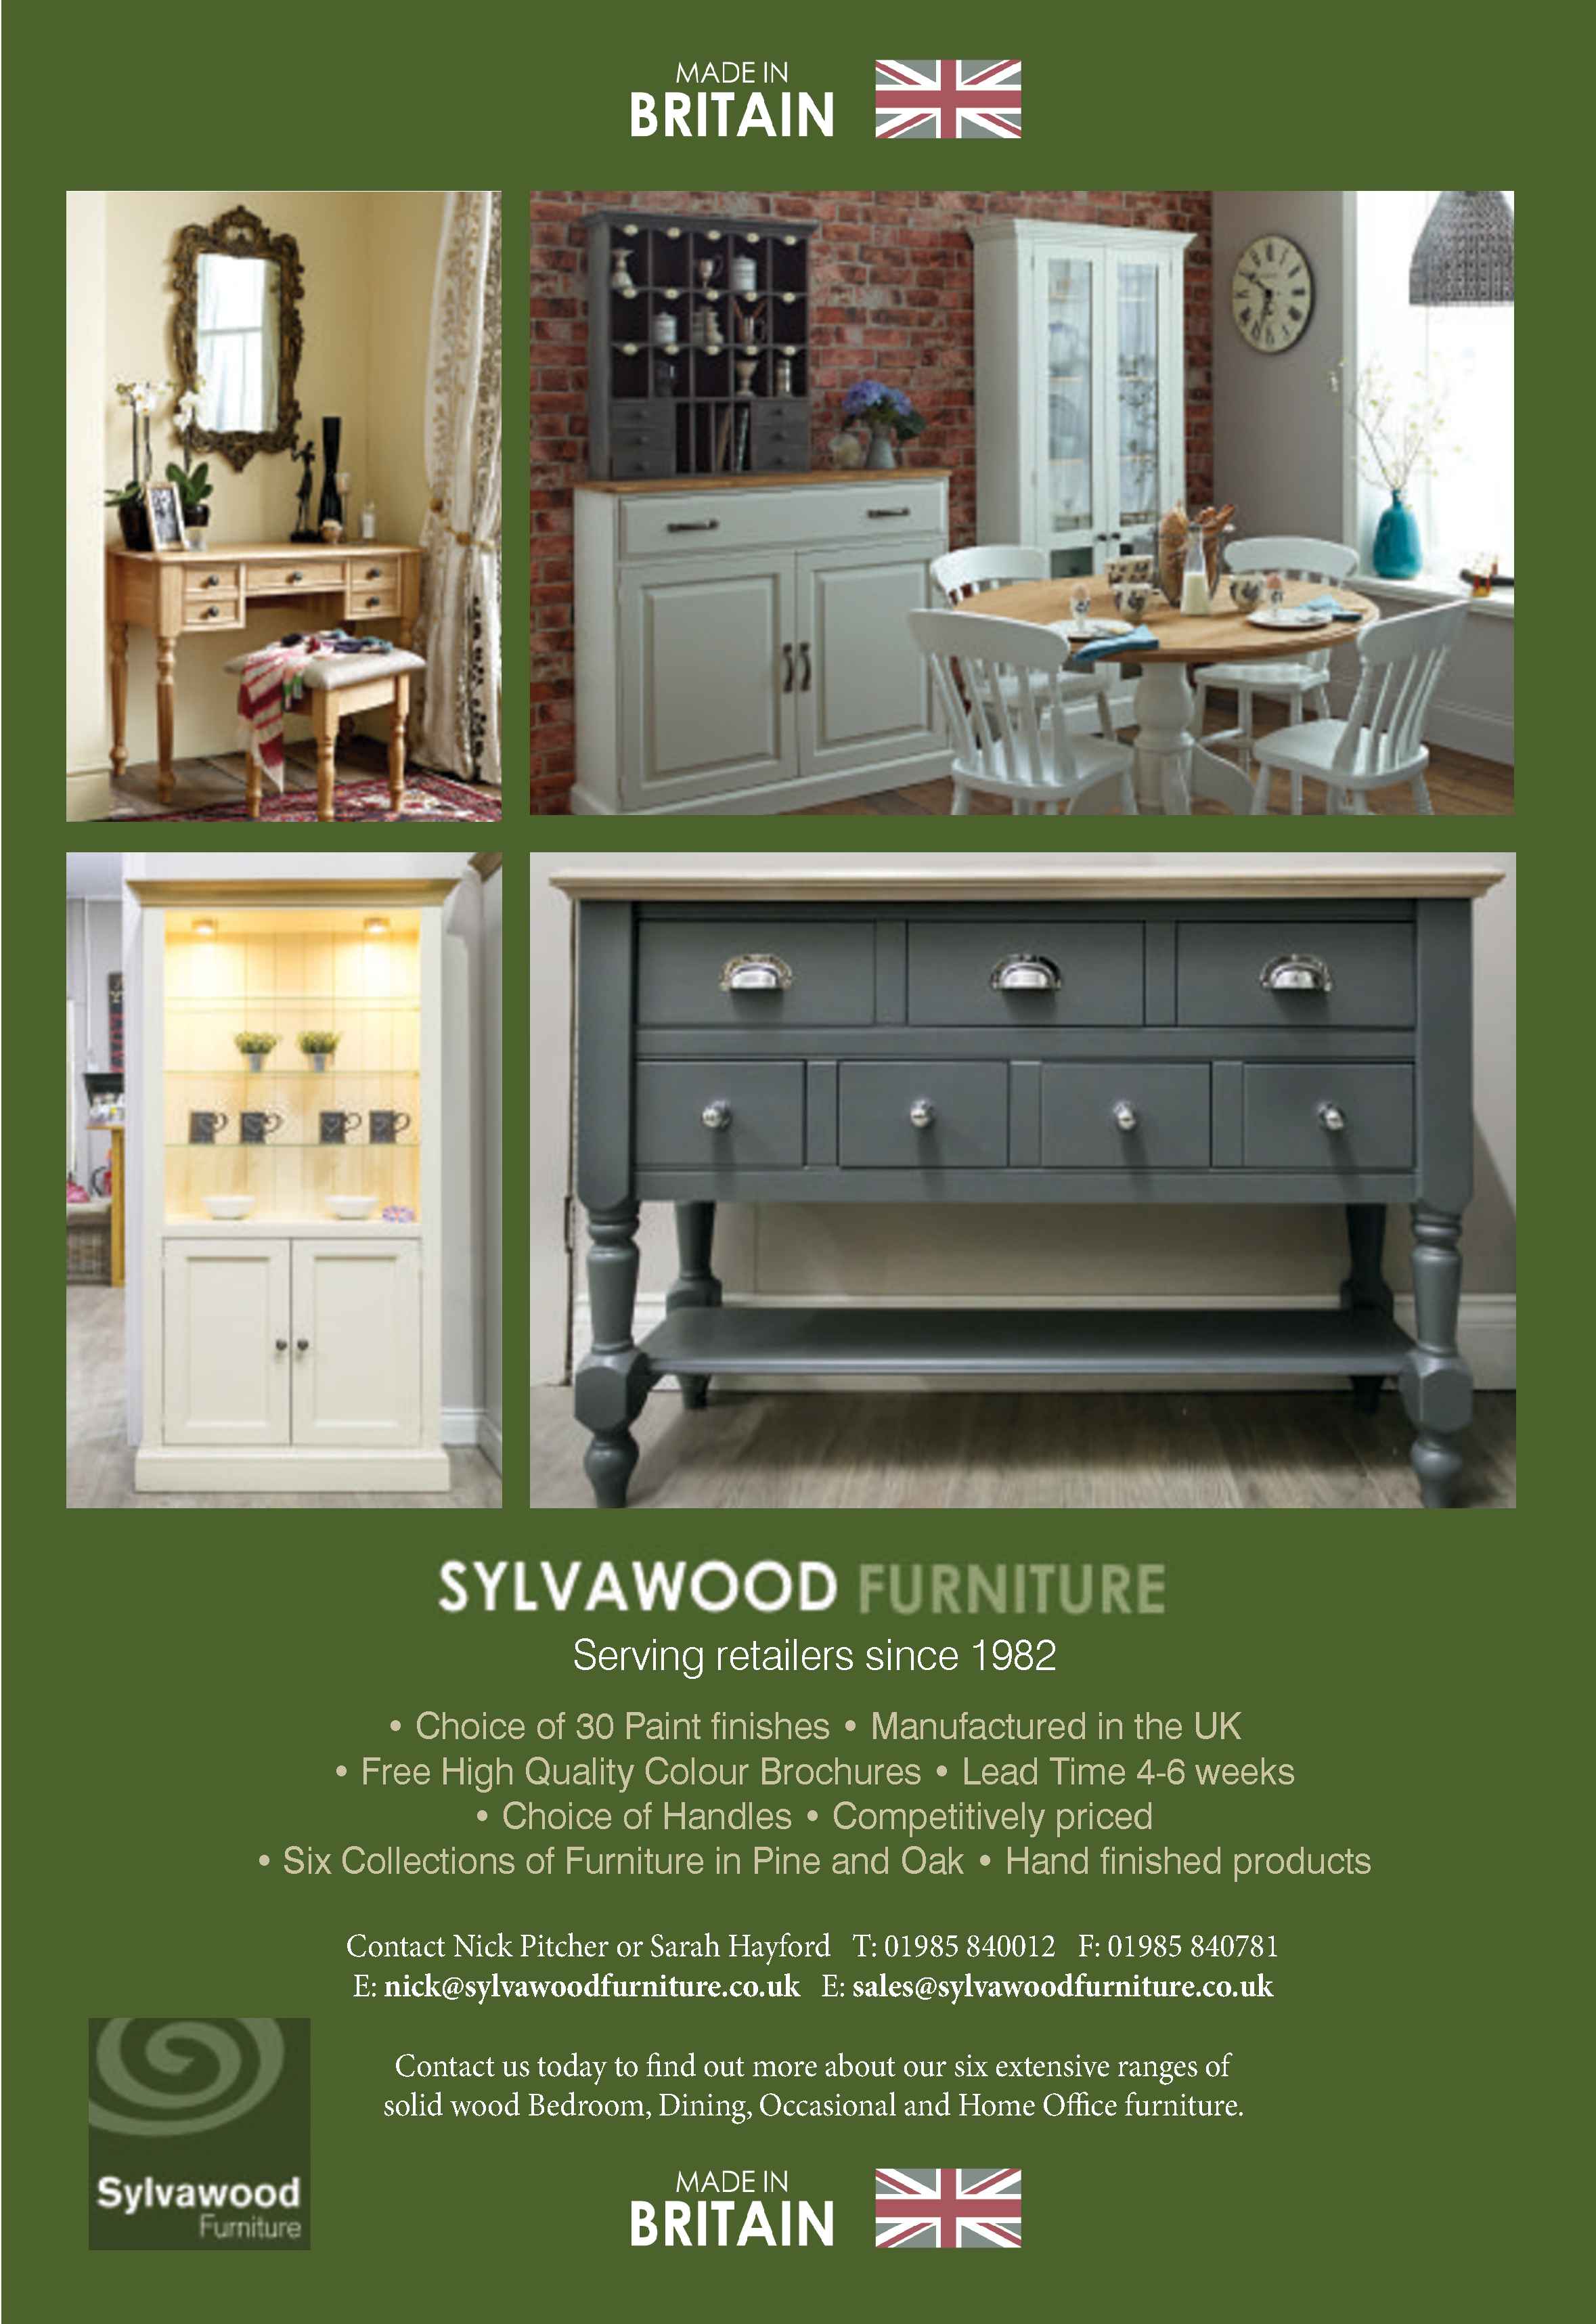 MADE IN
BRITAIN
SYLVAWOOD FURNITURE
Serving retailers since 1982
• Choice of 30 Paint finishes • Manufactured in the UK
• Free High Quality Colour Brochures • Lead Time 4-6 weeks
• Choice of Handles • Competitively priced
• Six Collections of Furniture in Pine and Oak • Hand finished products
Contact Nick Pitcher or Sarah Hayford T: 01985 840012 F: 01985 840781
E: nick@sylvawoodfurniture.co.uk E: sales@sylvawoodfurniture.co.uk
Contact us today to find out more about our six extensive ranges of
solid wood Bedroom, Dining, Occasional and Home Office furniture.
Sylvawood
Furniture
MADE IN
BRITAIN